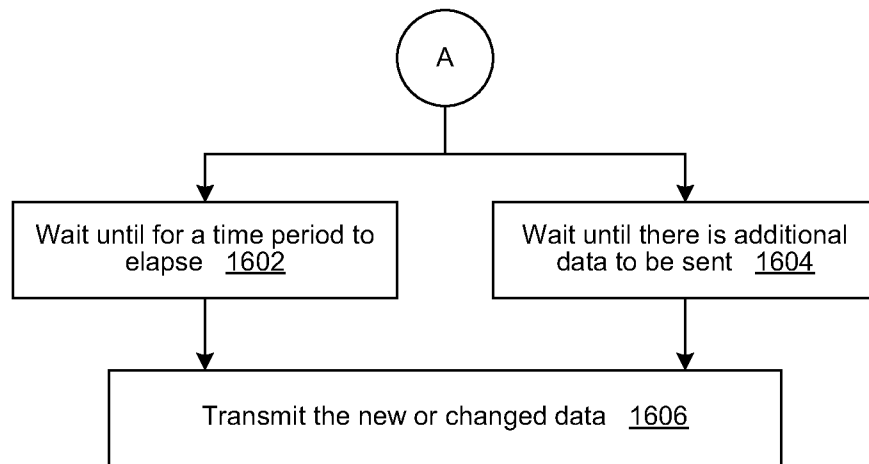 A
Wait until for a time period to
elapse 1602
Wait until there is additional
data to be sent 1604
Transmit the new or changed data 1606